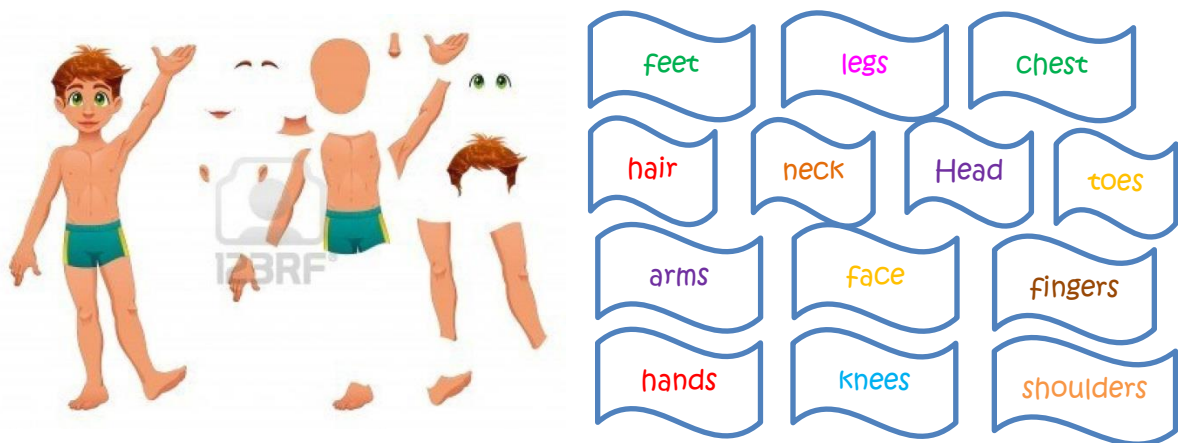 feet legs chest
hair neck Head toes
arms face fingers
hands knees shoulders
123RF